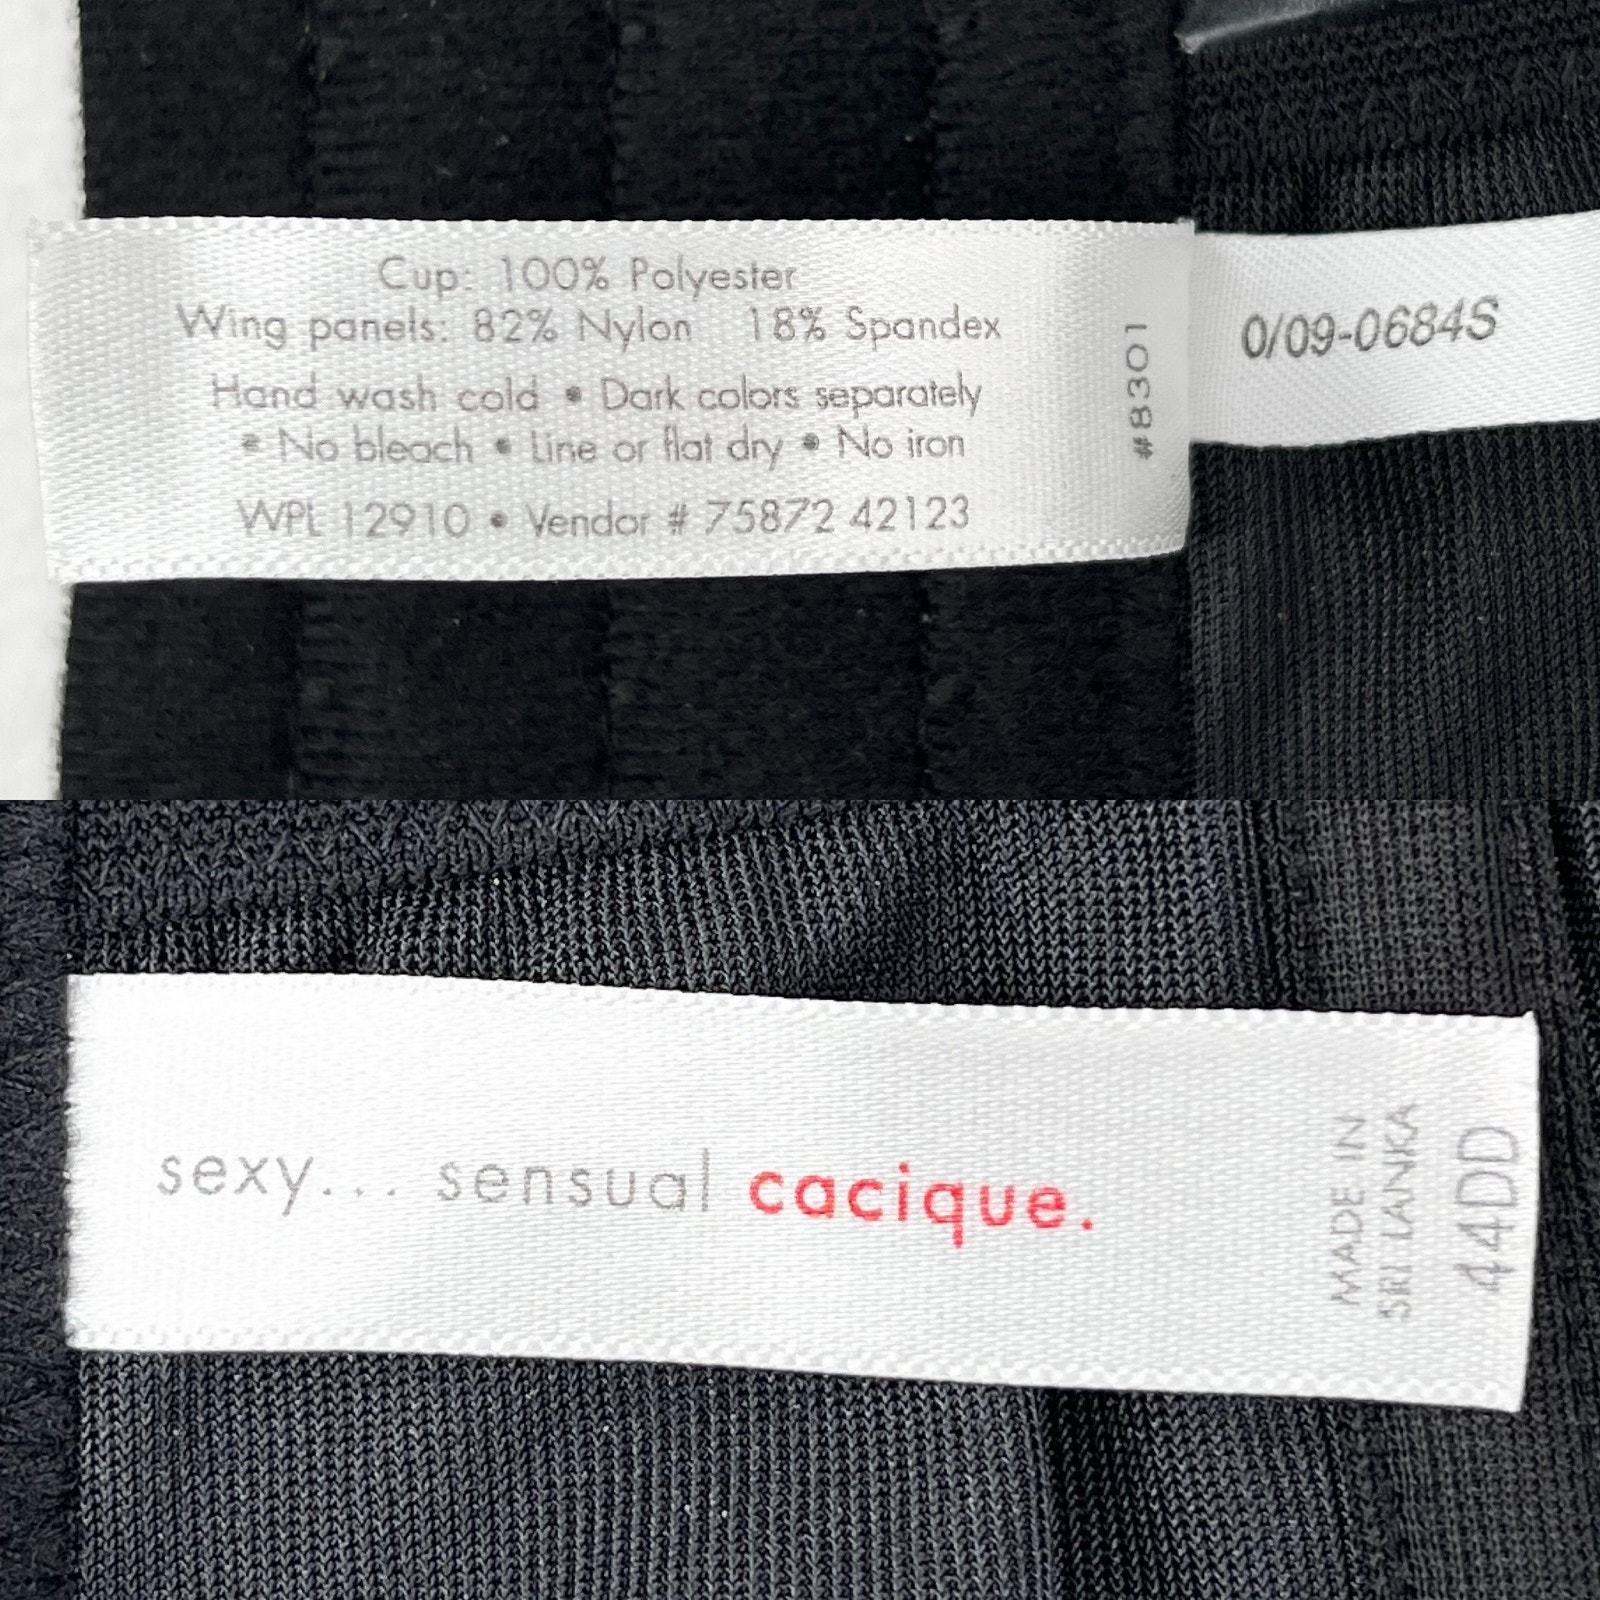 Cup: 100% Polyester
Wing panels: 82% Nylon 18% Spandex
Hand wash cold • Dark colors separately
• No bleach • Line or flat dry • No iron
WPL 12910 • Vendor # 75872 42123
#8301
0/09-0684S
sexy... sensual cacique.
MADE IN
SRI LANKA
44DD